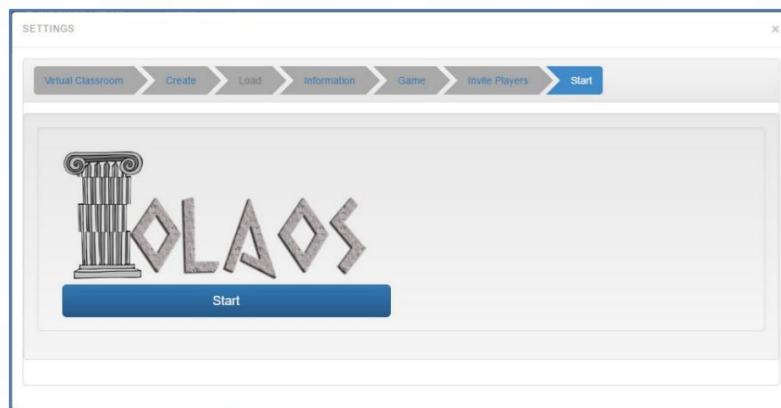 SETTINGS x
Virtual Classroom Create Load Information Game Invite Players Start
IOLAOS
Start